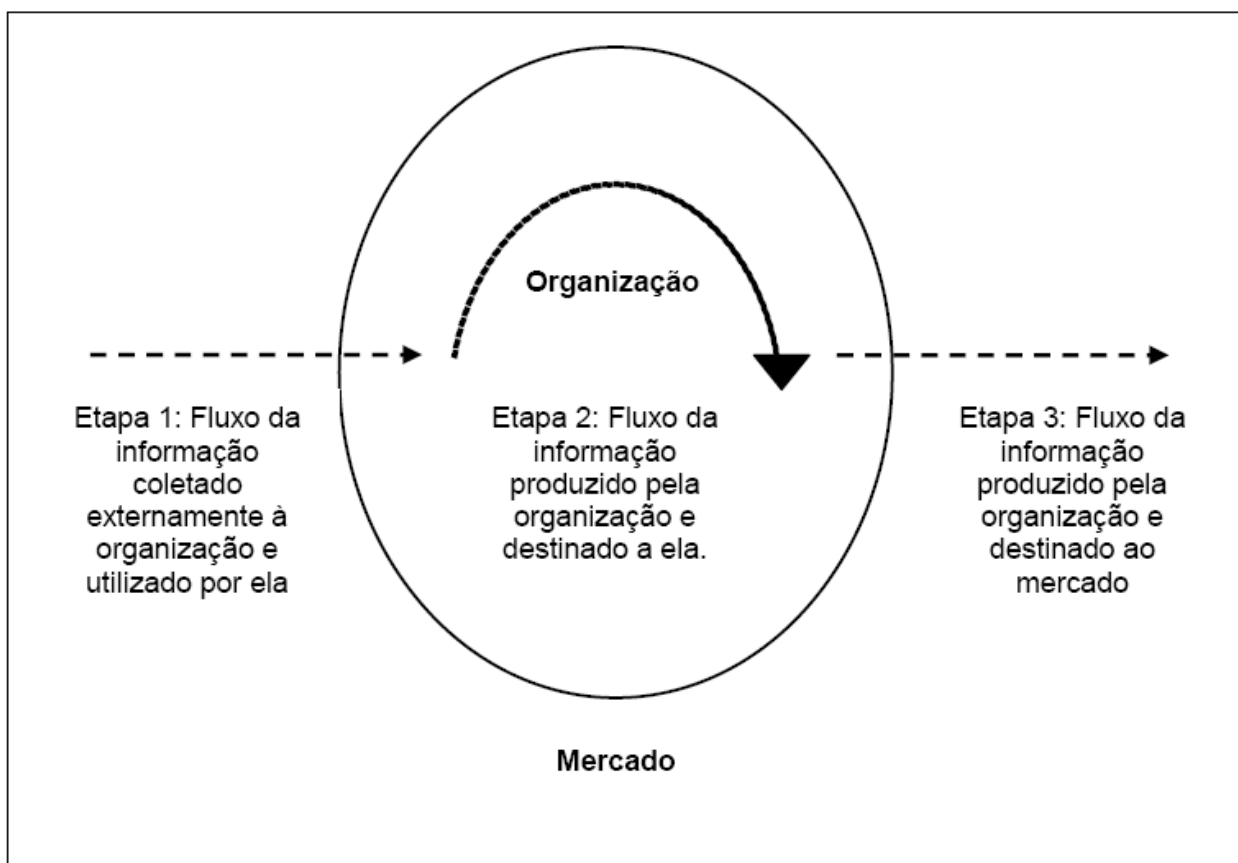 Organização
Etapa 1: Fluxo da
informação
coletado
externamente à
organização e
utilizado por ela
Etapa 2: Fluxo da
informação
produzido pela
organização e
destinado a ela.
Etapa 3: Fluxo da
informação
produzido pela
organização e
destinado ao
mercado
Mercado